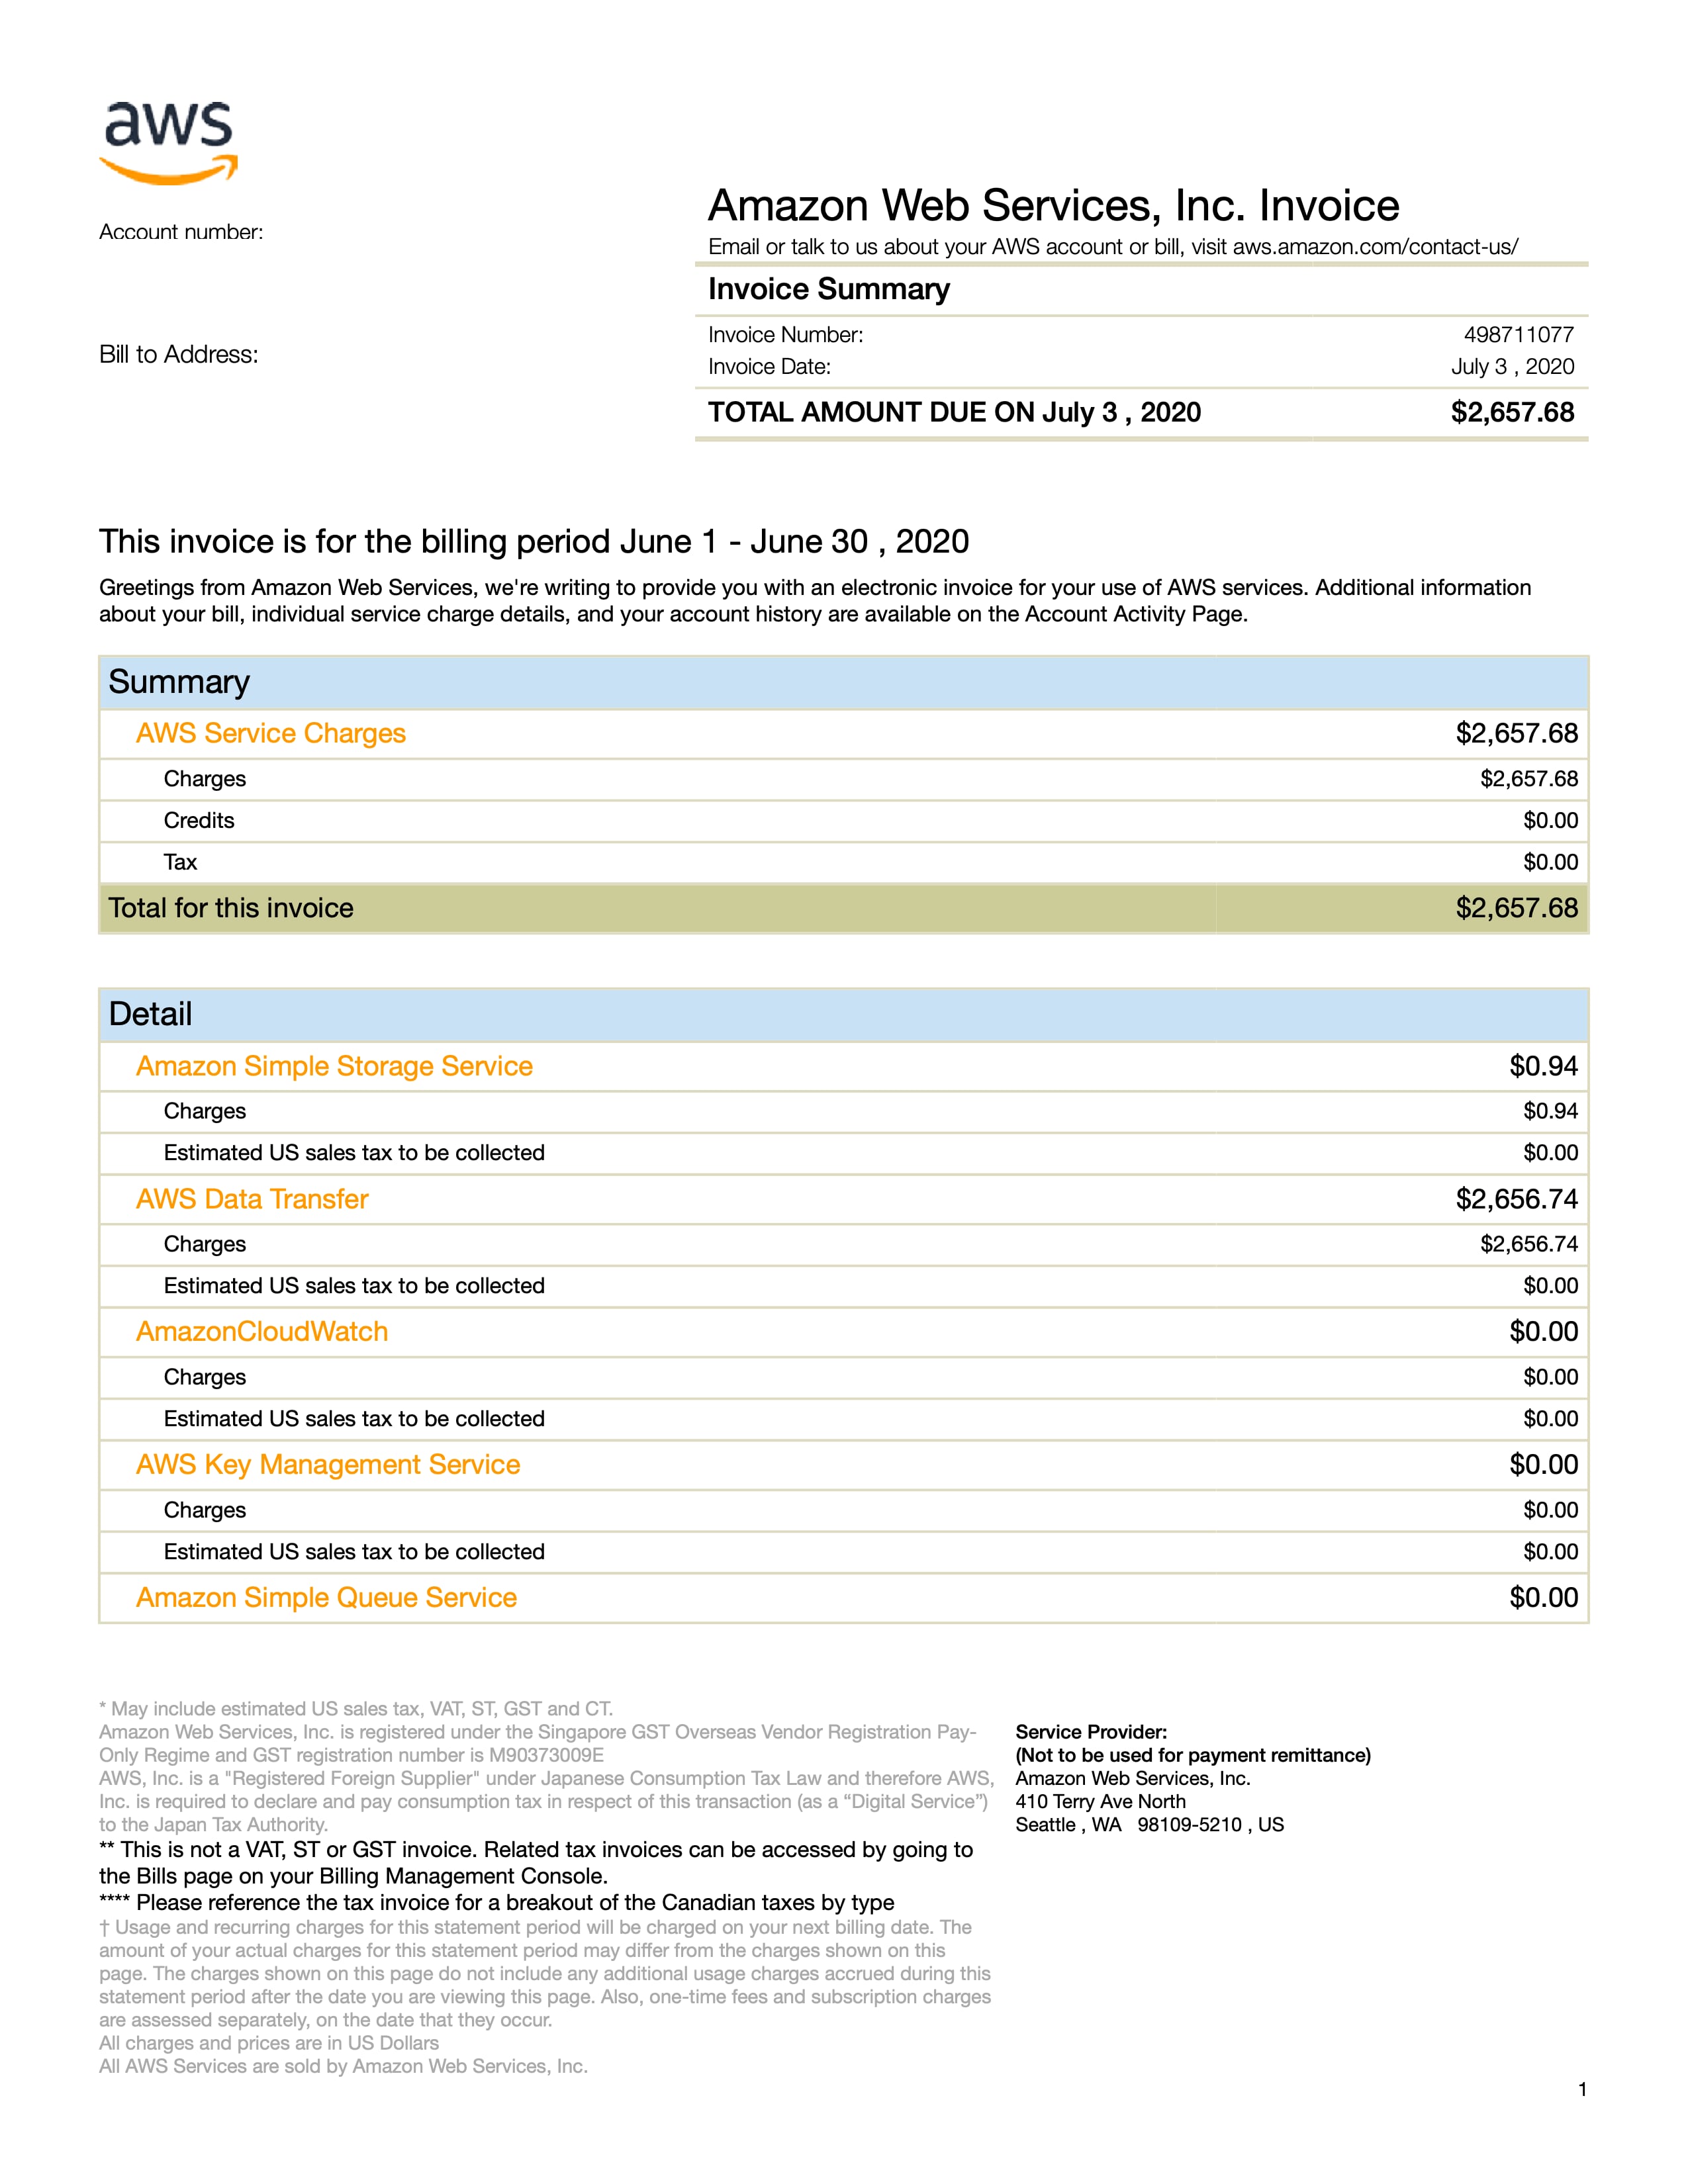 aws
Account number:
Bill to Address:
Amazon Web Services, Inc. Invoice
Email or talk to us about your AWS account or bill, visit aws.amazon.com/contact-us/
Invoice Summary
Invoice Number: 498711077
Invoice Date: July 3 , 2020
TOTAL AMOUNT DUE ON July 3 , 2020 $2,657.68
This invoice is for the billing period June 1 - June 30 , 2020
Greetings from Amazon Web Services, we're writing to provide you with an electronic invoice for your use of AWS services. Additional information
about your bill, individual service charge details, and your account history are available on the Account Activity Page.
Summary
AWS Service Charges $2,657.68
Charges $2,657.68
Credits $0.00
Tax $0.00
Total for this invoice $2,657.68
Detail
Amazon Simple Storage Service $0.94
Charges $0.94
Estimated US sales tax to be collected $0.00
AWS Data Transfer $2,656.74
Charges $2,656.74
Estimated US sales tax to be collected $0.00
AmazonCloudWatch $0.00
Charges $0.00
Estimated US sales tax to be collected $0.00
AWS Key Management Service $0.00
Charges $0.00
Estimated US sales tax to be collected $0.00
Amazon Simple Queue Service $0.00
* May include estimated US sales tax, VAT, ST, GST and CT.
Amazon Web Services, Inc. is registered under the Singapore GST Overseas Vendor Registration Pay-
Only Regime and GST registration number is M90373009E
AWS, Inc. is a "Registered Foreign Supplier" under Japanese Consumption Tax Law and therefore AWS,
Inc. is required to declare and pay consumption tax in respect of this transaction (as a “Digital Service”)
to the Japan Tax Authority.
** This is not a VAT, ST or GST invoice. Related tax invoices can be accessed by going to
the Bills page on your Billing Management Console.
**** Please reference the tax invoice for a breakout of the Canadian taxes by type
† Usage and recurring charges for this statement period will be charged on your next billing date. The
amount of your actual charges for this statement period may differ from the charges shown on this
page. The charges shown on this page do not include any additional usage charges accrued during this
statement period after the date you are viewing this page. Also, one-time fees and subscription charges
are assessed separately, on the date that they occur.
All charges and prices are in US Dollars
All AWS Services are sold by Amazon Web Services, Inc.
Service Provider:
(Not to be used for payment remittance)
Amazon Web Services, Inc.
410 Terry Ave North
Seattle , WA 98109-5210 , US
1